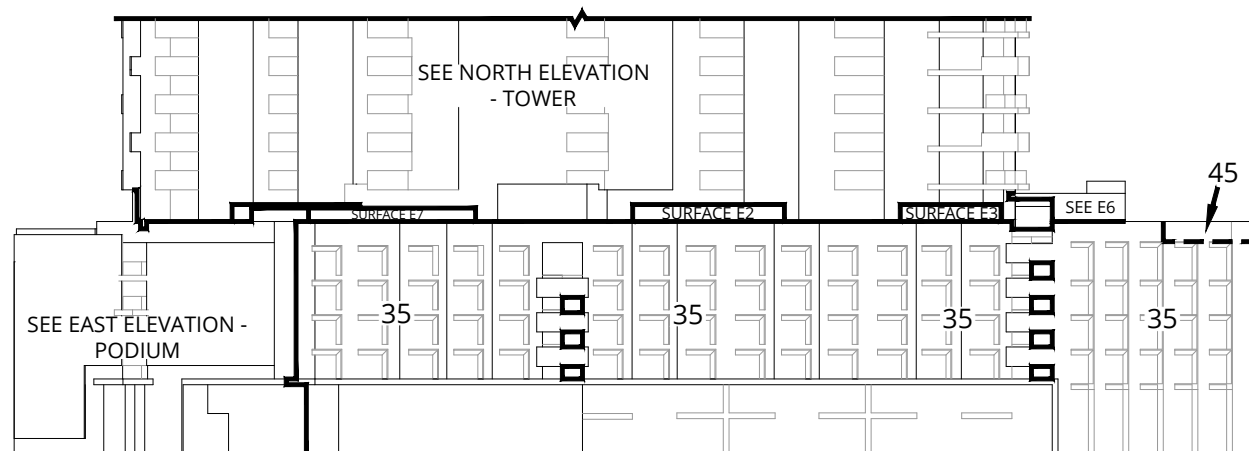 SEE NORTH ELEVATION
- TOWER
45
SURFACE E7
SURFACE E2
SURFACE E3
SEE E6
35
35
35
35
SEE EAST ELEVATION -
PODIUM